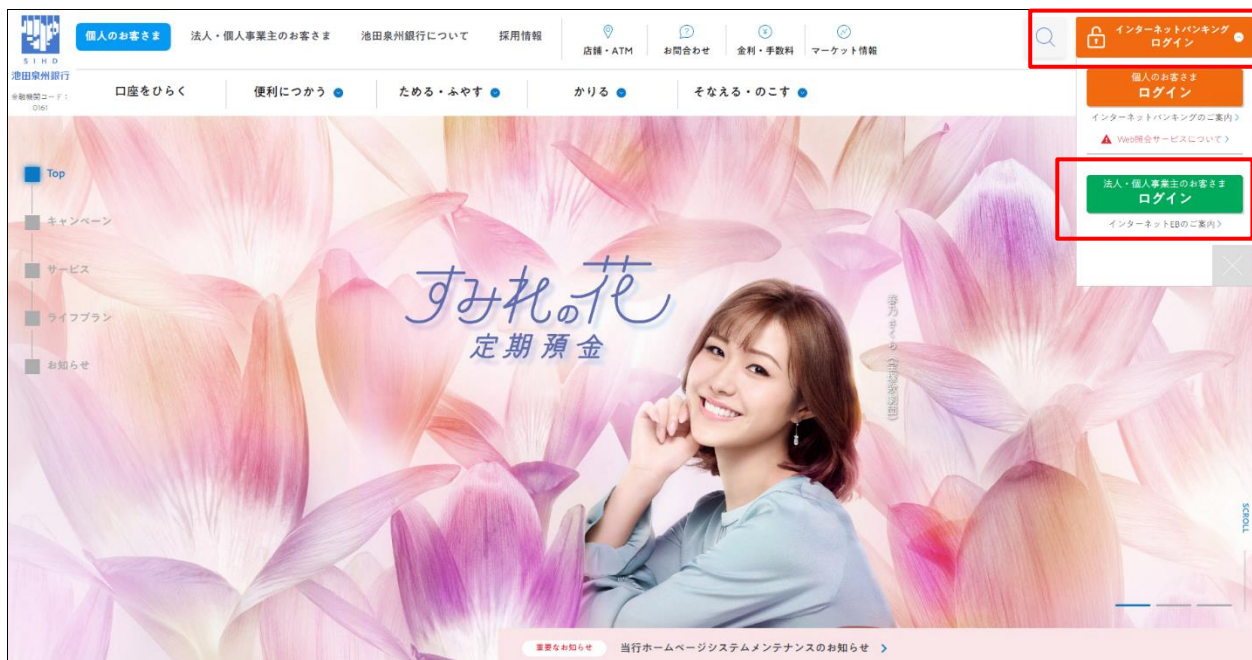 SIHD
池田泉州銀行
金融機関コード：
0161
個人のお客さま
法人・個人事業主のお客さま
池田泉州銀行について
採用情報
店舗・ATM
お問合わせ
金利・手数料
マーケット情報
インターネットバンキング
ログイン
口座をひらく
便利につかう
ためる・ふやす
かりる
そなえる・のこす
個人のお客さま
ログイン
インターネットバンキングのご案内
Web照会サービスについて
法人・個人事業主のお客さま
ログイン
インターネットEBのご案内
Top
キャンペーン
サービス
ライフプラン
お知らせ
すみれの花
定期預金
春乃 さくら（宝塚歌劇団）
SCROLL
重要なお知らせ
当行ホームページシステムメンテナンスのお知らせ